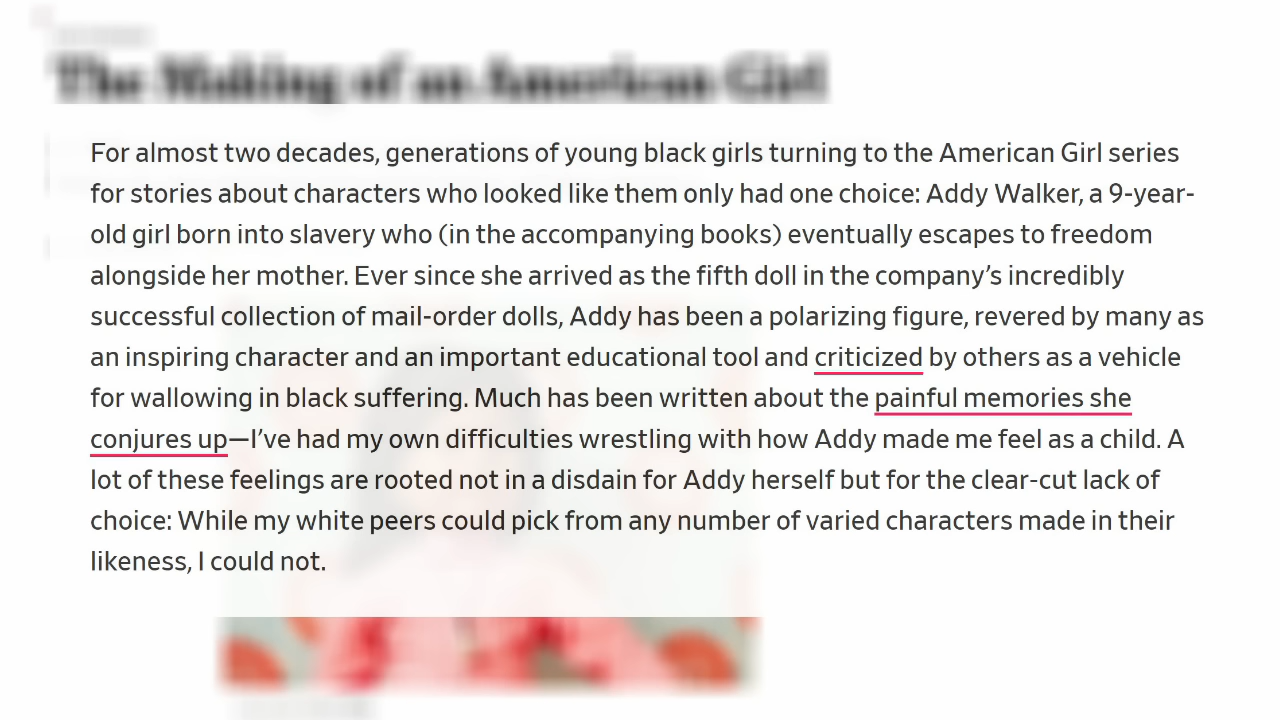 The Making of an American Girl
For almost two decades, generations of young black girls turning to the American Girl series
for stories about characters who looked like them only had one choice: Addy Walker, a 9-year-
old girl born into slavery who (in the accompanying books) eventually escapes to freedom
alongside her mother. Ever since she arrived as the fifth doll in the company’s incredibly
successful collection of mail-order dolls, Addy has been a polarizing figure, revered by many as
an inspiring character and an important educational tool and criticized by others as a vehicle
for wallowing in black suffering. Much has been written about the painful memories she
conjures up—I’ve had my own difficulties wrestling with how Addy made me feel as a child. A
lot of these feelings are rooted not in a disdain for Addy herself but for the clear-cut lack of
choice: While my white peers could pick from any number of varied characters made in their
likeness, I could not.